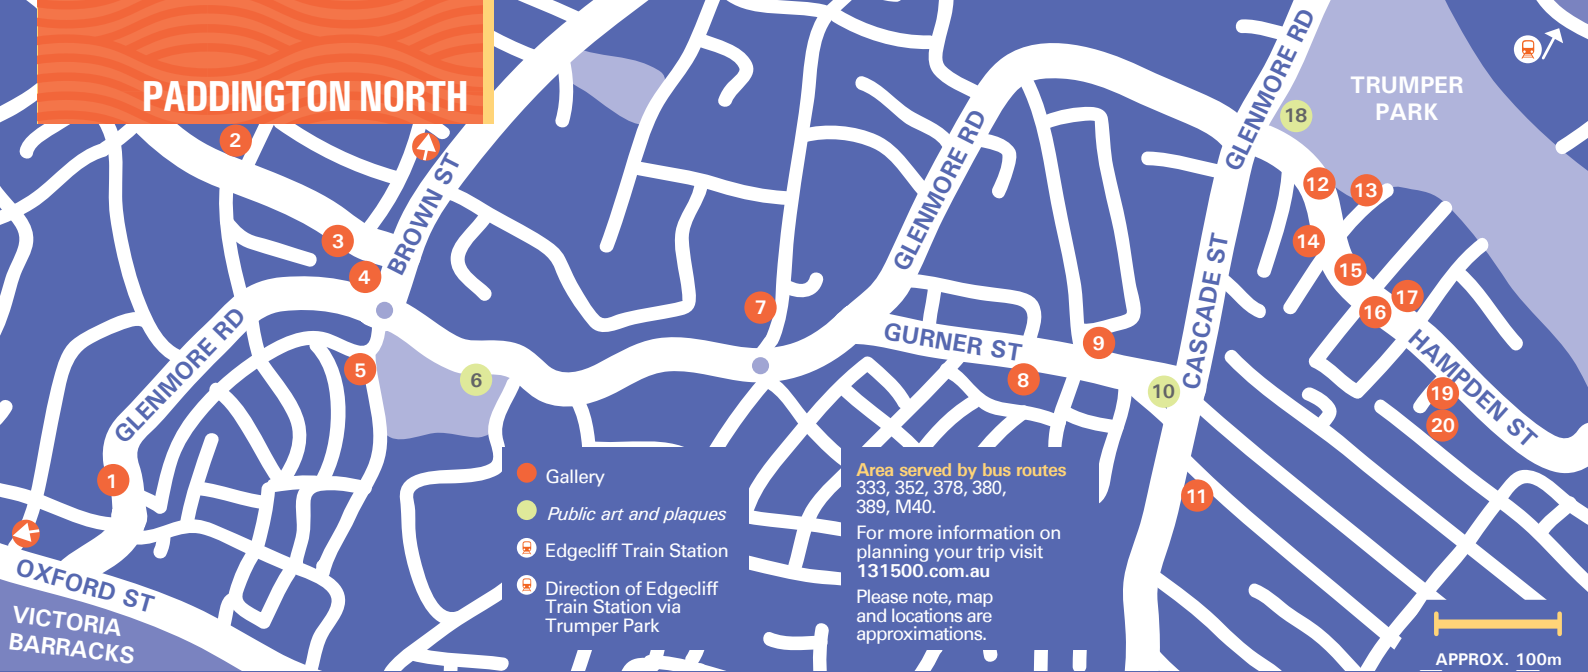 PADDINGTON NORTH
GLENMORE RD
TRUMPER
PARK
18
2
BROWN ST
GLENMORE RD
12
13
3
14
4
15
17
7
16
CASCADE ST
GLENMORE RD
GURNER ST
9
HAMPDEN ST
5
6
8
10
19
20
1
11
OXFORD ST
VICTORIA
BARRACKS
Gallery
Public art and plaques
Edgecliff Train Station
Direction of Edgecliff
Train Station via
Trumper Park
Area served by bus routes
333, 352, 378, 380,
389, M40.
For more information on
planning your trip visit
131500.com.au
Please note, map
and locations are
approximations.
APPROX. 100m